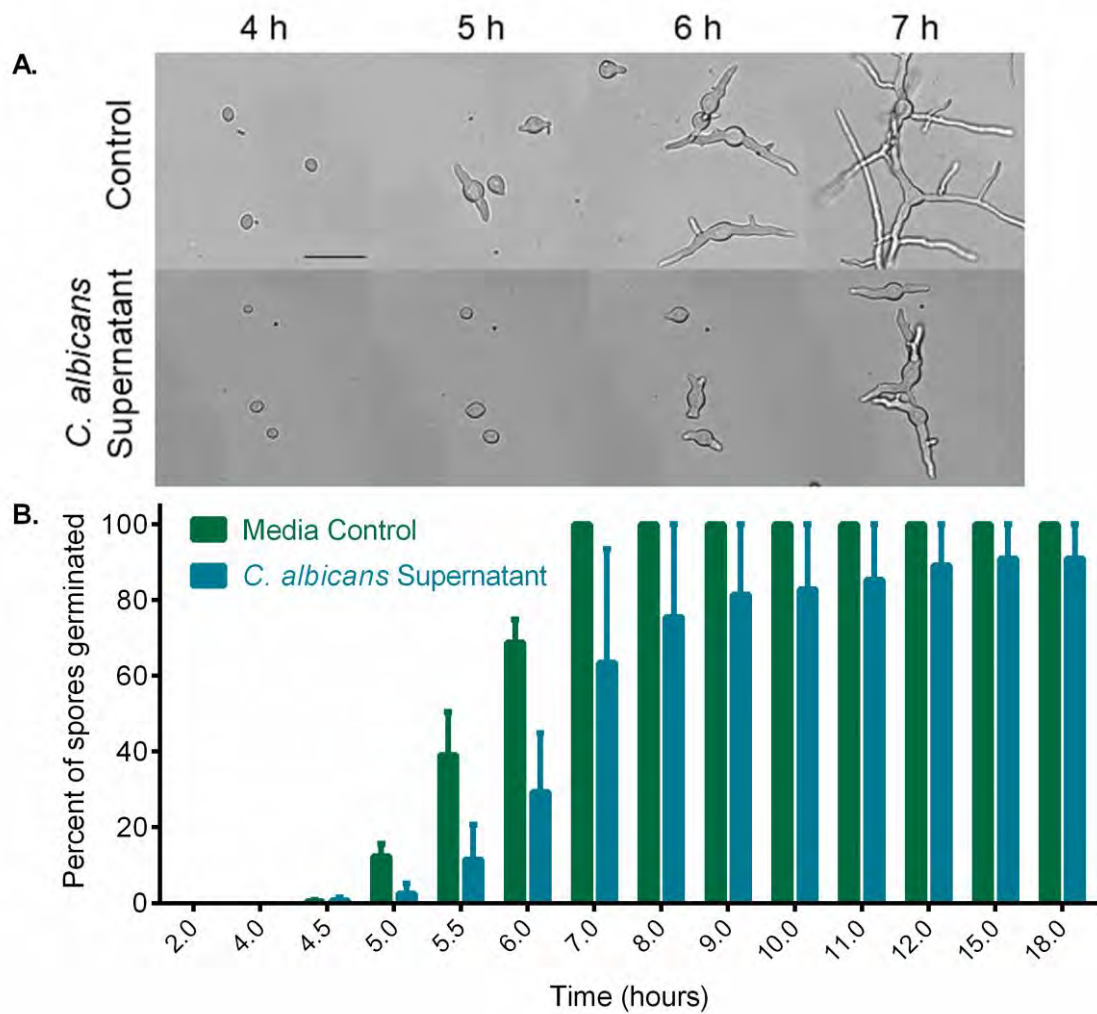 4 h 5 h 6 h 7 h
A.
Control
C. albicans
Supernatant
B.
Media Control
C. albicans Supernatant
Percent of spores germinated
100
80
60
40
20
0
2.0 4.0 4.5 5.0 5.5 6.0 7.0 8.0 9.0 10.0 11.0 12.0 15.0 18.0
Time (hours)